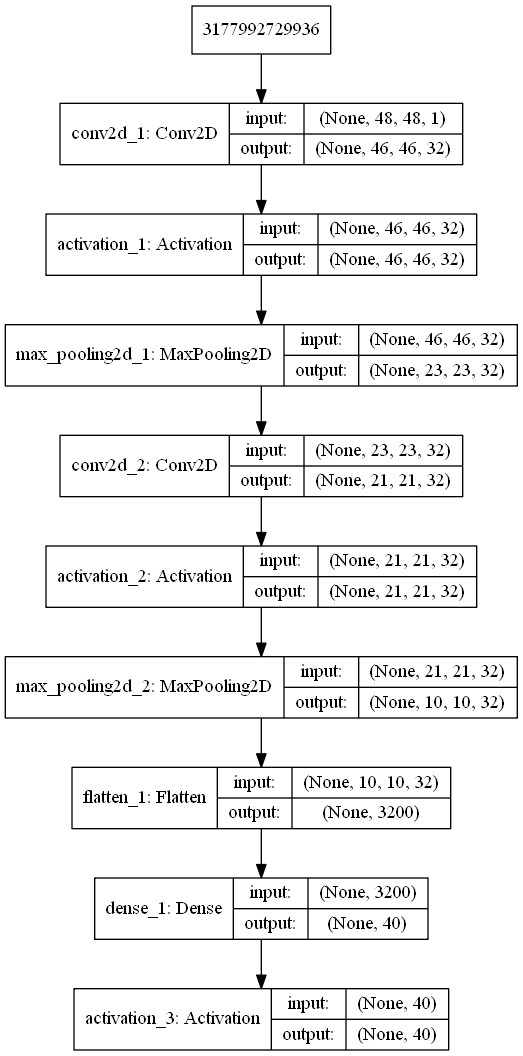 3177992729936
conv2d_1: Conv2D input: (None, 48, 48, 1)
output: (None, 46, 46, 32)
activation_1: Activation input: (None, 46, 46, 32)
output: (None, 46, 46, 32)
max_pooling2d_1: MaxPooling2D input: (None, 46, 46, 32)
output: (None, 23, 23, 32)
conv2d_2: Conv2D input: (None, 23, 23, 32)
output: (None, 21, 21, 32)
activation_2: Activation input: (None, 21, 21, 32)
output: (None, 21, 21, 32)
max_pooling2d_2: MaxPooling2D input: (None, 21, 21, 32)
output: (None, 10, 10, 32)
flatten_1: Flatten input: (None, 10, 10, 32)
output: (None, 3200)
dense_1: Dense input: (None, 3200)
output: (None, 40)
activation_3: Activation input: (None, 40)
output: (None, 40)